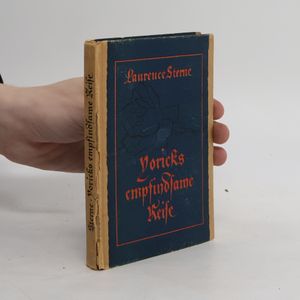 Laurence Sterne
Yoricks
empfindsame
Reise
Sterne, Yoricks empfindsame Reise